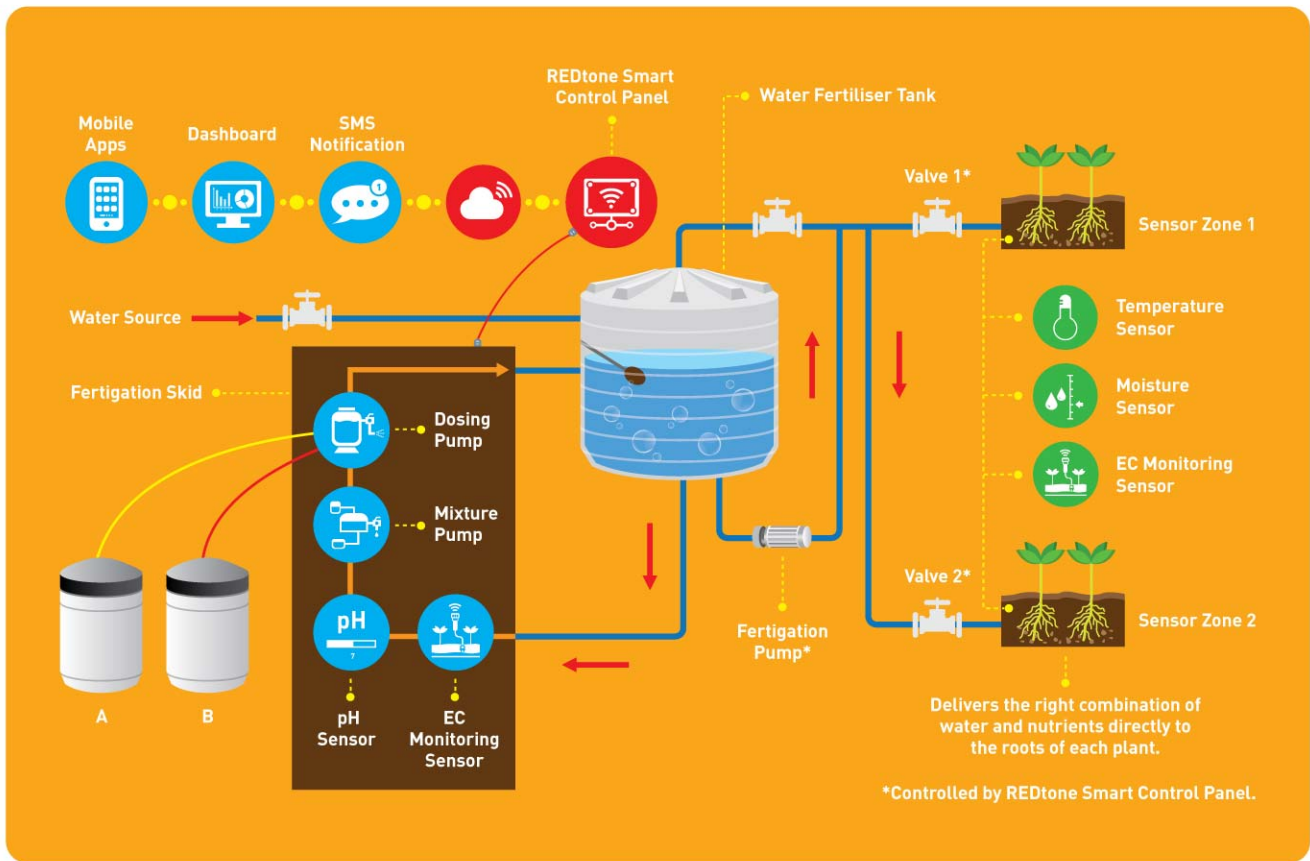 REDtone Smart
Control Panel
Water Fertiliser Tank
Mobile
Apps
Dashboard
SMS
Notification
1
Valve 1*
Sensor Zone 1
Water Source
Temperature
Sensor
Fertigation Skid
Moisture
Sensor
Dosing
Pump
EC Monitoring
Sensor
Mixture
Pump
Valve 2*
pH
7
Fertigation
Pump*
Sensor Zone 2
A
B
pH
Sensor
EC
Monitoring
Sensor
Delivers the right combination of
water and nutrients directly to
the roots of each plant.
*Controlled by REDtone Smart Control Panel.